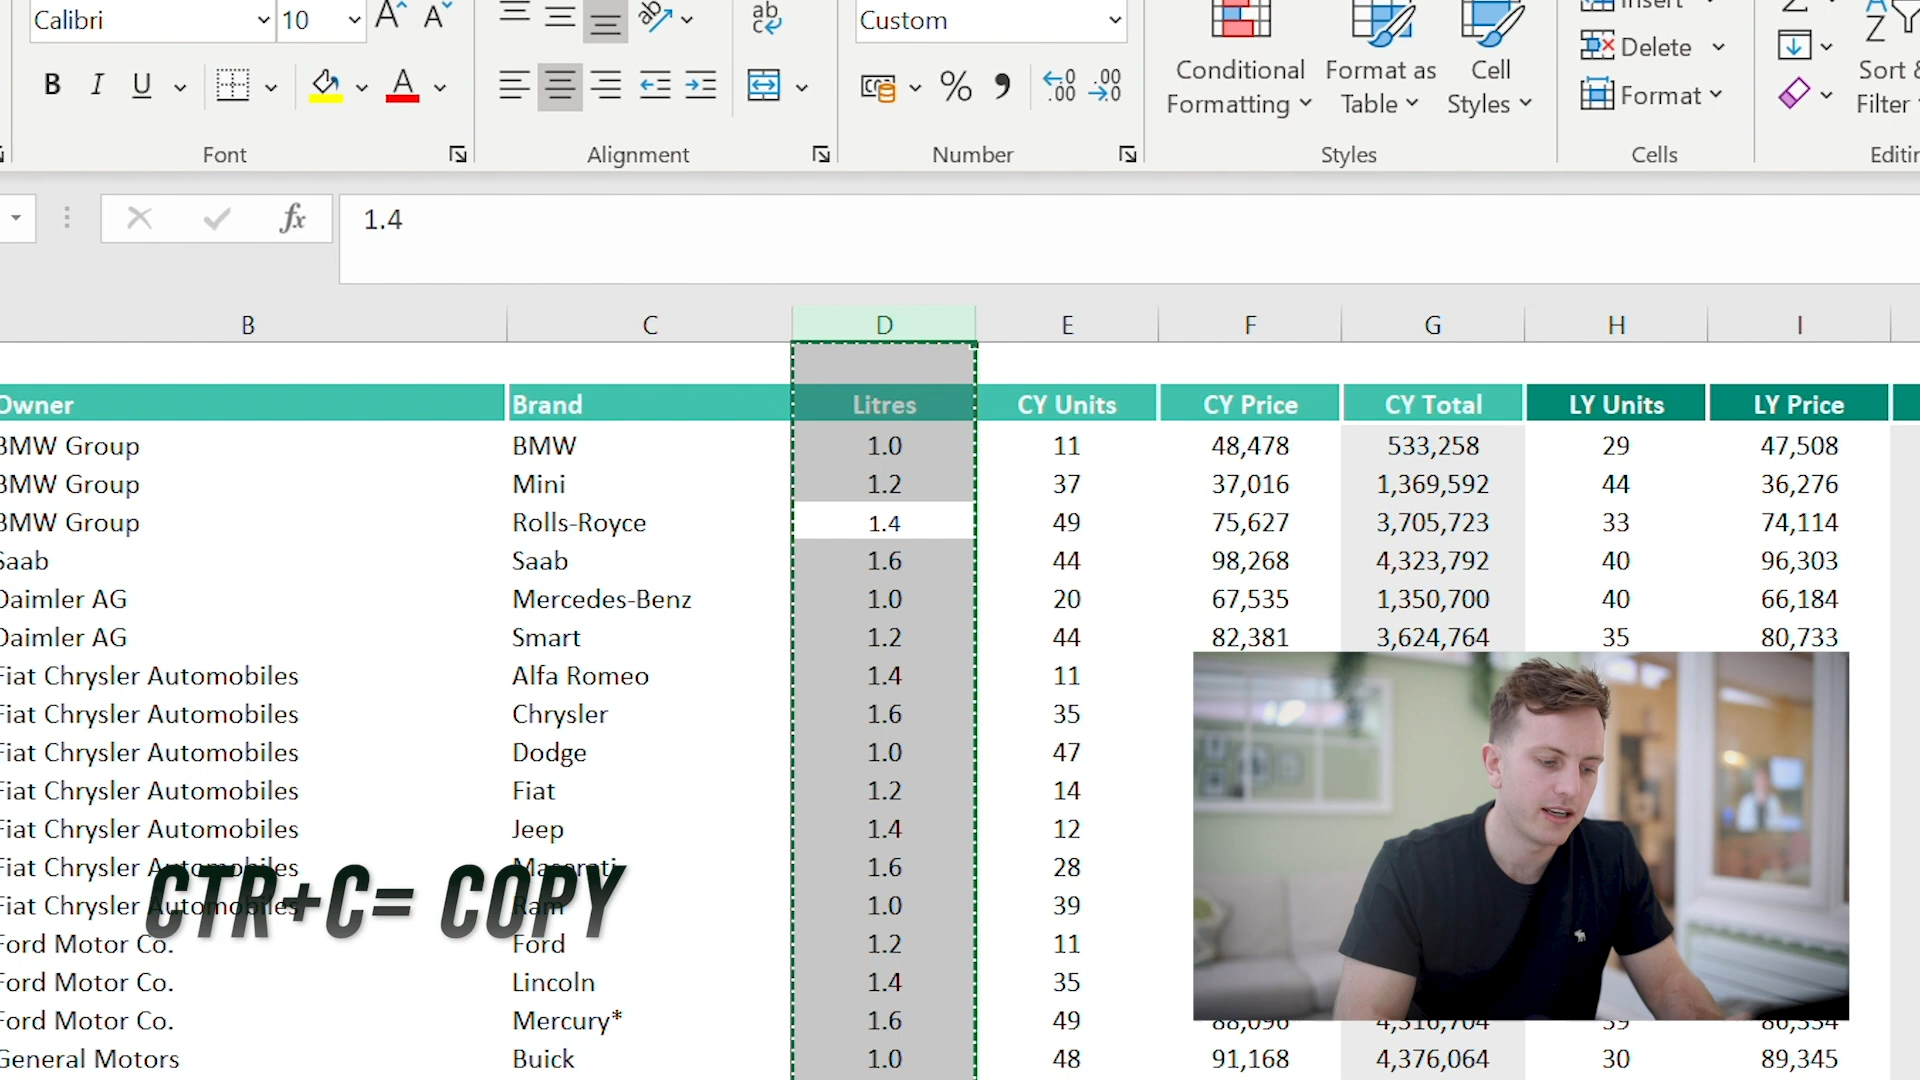 Calibri 10 Custom Insert
B I U % Conditional Formatting Format as Table Cell Styles Delete Format Sort & Filter
Font Alignment Number Styles Cells
fx 1.4
B C D E F G H I
Owner Brand Litres CY Units CY Price CY Total LY Units LY Price
BMW Group BMW 1.0 11 48,478 533,258 29 47,508
BMW Group Mini 1.2 37 37,016 1,369,592 44 36,276
BMW Group Rolls-Royce 1.4 49 75,627 3,705,723 33 74,114
Saab Saab 1.6 44 98,268 4,323,792 40 96,303
Daimler AG Mercedes-Benz 1.0 20 67,535 1,350,700 40 66,184
Daimler AG Smart 1.2 44 82,381 3,624,764 35 80,733
Fiat Chrysler Automobiles Alfa Romeo 1.4 11
Fiat Chrysler Automobiles Chrysler 1.6 35
Fiat Chrysler Automobiles Dodge 1.0 47
Fiat Chrysler Automobiles Fiat 1.2 14
Fiat Chrysler Automobiles Jeep 1.4 12
Fiat Chrysler Automobiles Maserati 1.6 28
CTR+C= COPY
Fiat Chrysler Automobiles Ram 1.0 39
Ford Motor Co. Ford 1.2 11
Ford Motor Co. Lincoln 1.4 35
Ford Motor Co. Mercury* 1.6 49 88,096 4,316,704 39 86,334
General Motors Buick 1.0 48 91,168 4,376,064 30 89,345